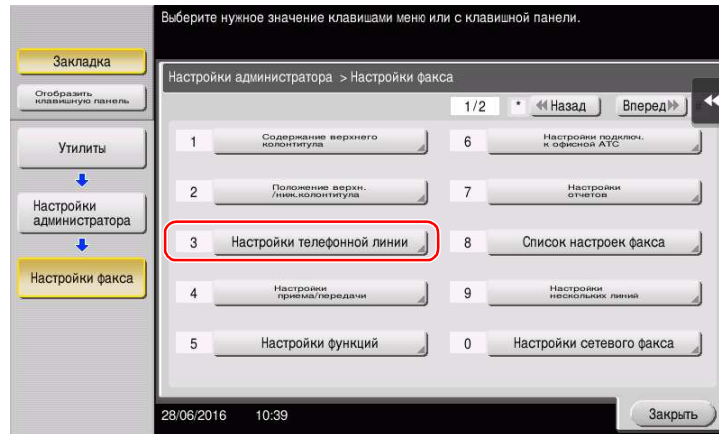 Выберите нужное значение клавишами меню или с клавишной панели.
Закладка
Отобразить
клавишную панель
Утилиты
Настройки
администратора
Настройки факса
Настройки администратора > Настройки факса
1/2 * Назад Вперед
1 Содержание верхнего
колонтитула
2 Положение верхн.
/ниж.колонтитула
3 Настройки телефонной линии
4 Настройки
приема/передачи
5 Настройки функций
6 Настройки подключ.
к офисной АТС
7 Настройки
отчетов
8 Список настроек факса
9 Настройки
нескольких линий
0 Настройки сетевого факса
28/06/2016 10:39
Закрыть